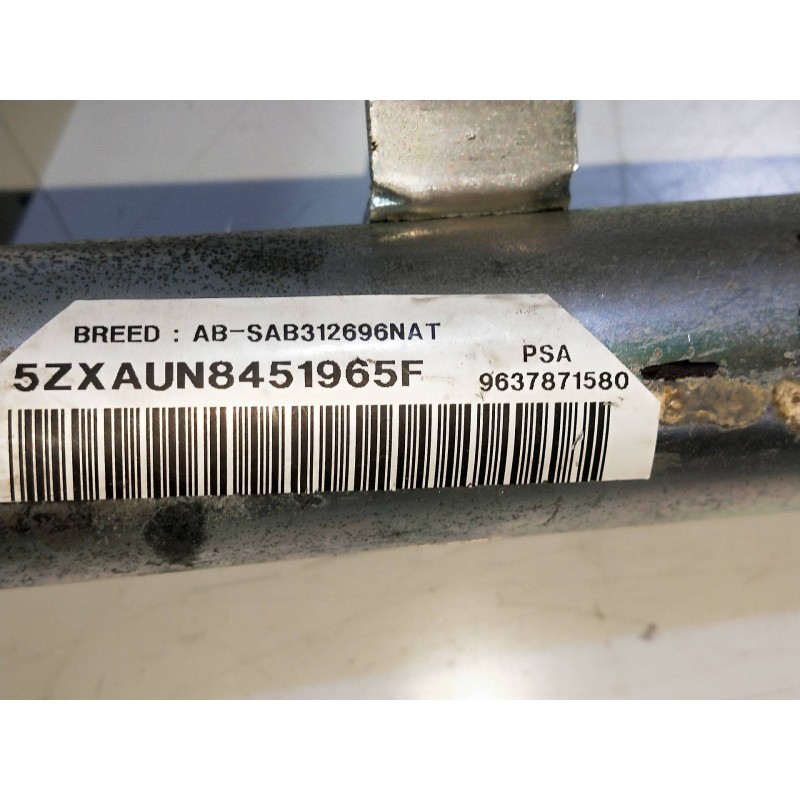 BREED : AB-SAB312696NAT
5ZXAUN8451965F
PSA
9637871580